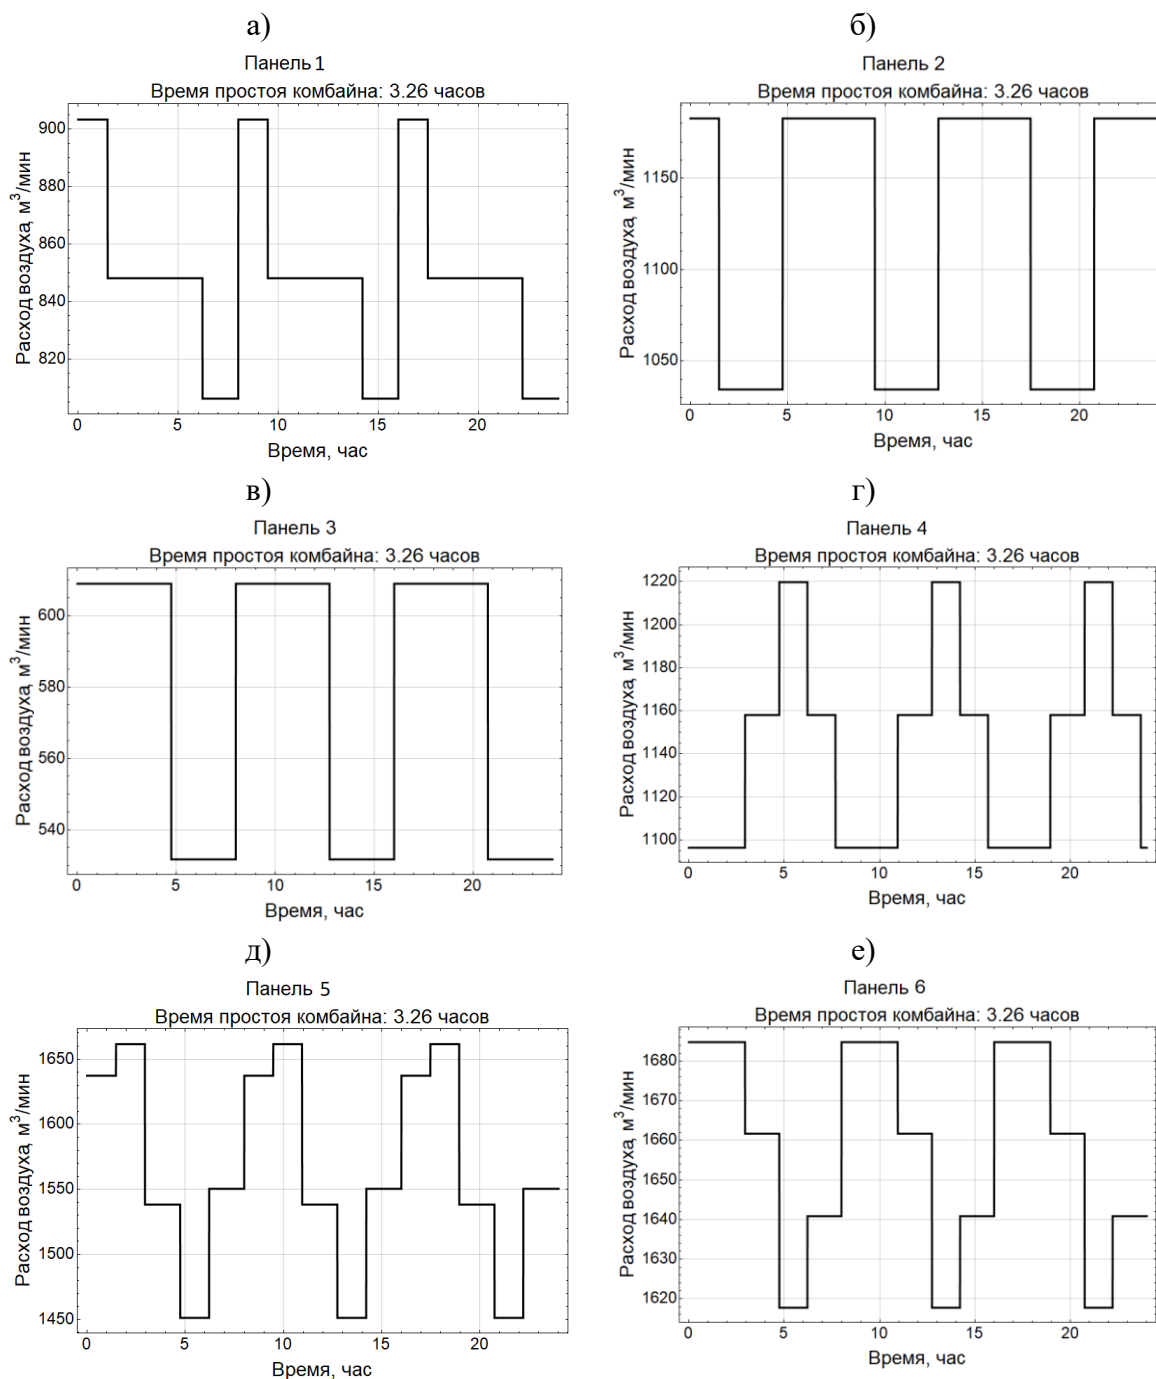 а)
Панель 1
Время простоя комбайна: 3.26 часов
Расход воздуха, м³/мин
900
880
860
840
820
0 5 10 15 20
Время, час
б)
Панель 2
Время простоя комбайна: 3.26 часов
Расход воздуха, м³/мин
1150
1100
1050
0 5 10 15 20
Время, час
в)
Панель 3
Время простоя комбайна: 3.26 часов
Расход воздуха, м³/мин
600
580
560
540
0 5 10 15 20
Время, час
г)
Панель 4
Время простоя комбайна: 3.26 часов
Расход воздуха, м³/мин
1220
1200
1180
1160
1140
1120
1100
0 5 10 15 20
Время, час
д)
Панель 5
Время простоя комбайна: 3.26 часов
Расход воздуха, м³/мин
1650
1600
1550
1500
1450
0 5 10 15 20
Время, час
е)
Панель 6
Время простоя комбайна: 3.26 часов
Расход воздуха, м³/мин
1680
1670
1660
1650
1640
1630
1620
0 5 10 15 20
Время, час